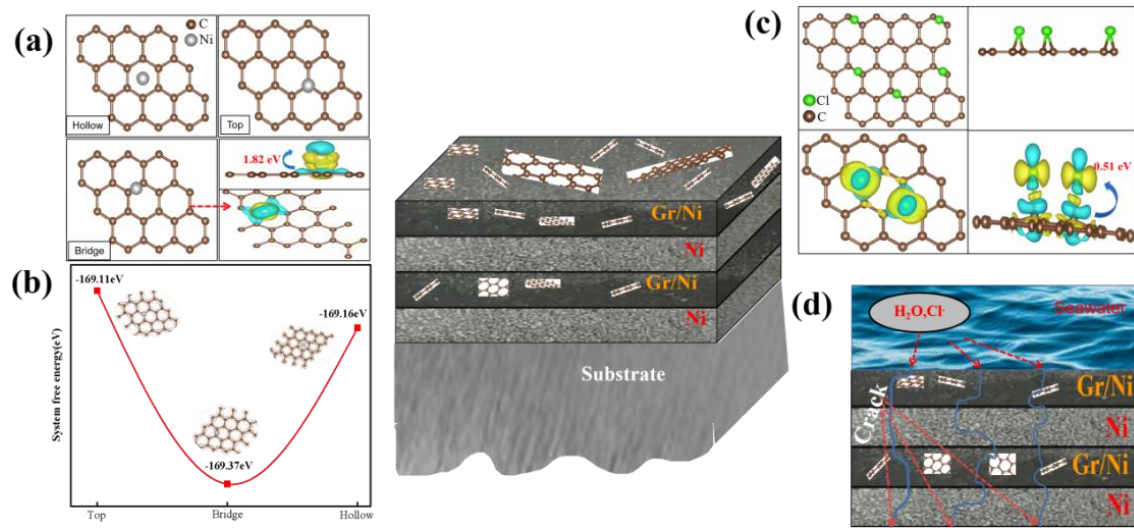 (a)
C
Ni
Hollow
Top
1.82 eV
Bridge
(b)
-169.11eV
-169.16eV
-169.37eV
System free energy(eV)
Top
Bridge
Hollow
Gr/Ni
Ni
Gr/Ni
Ni
Substrate
(c)
Cl
C
0.51 eV
(d)
H₂O,Cl⁻
Seawater
Crack
Gr/Ni
Ni
Gr/Ni
Ni